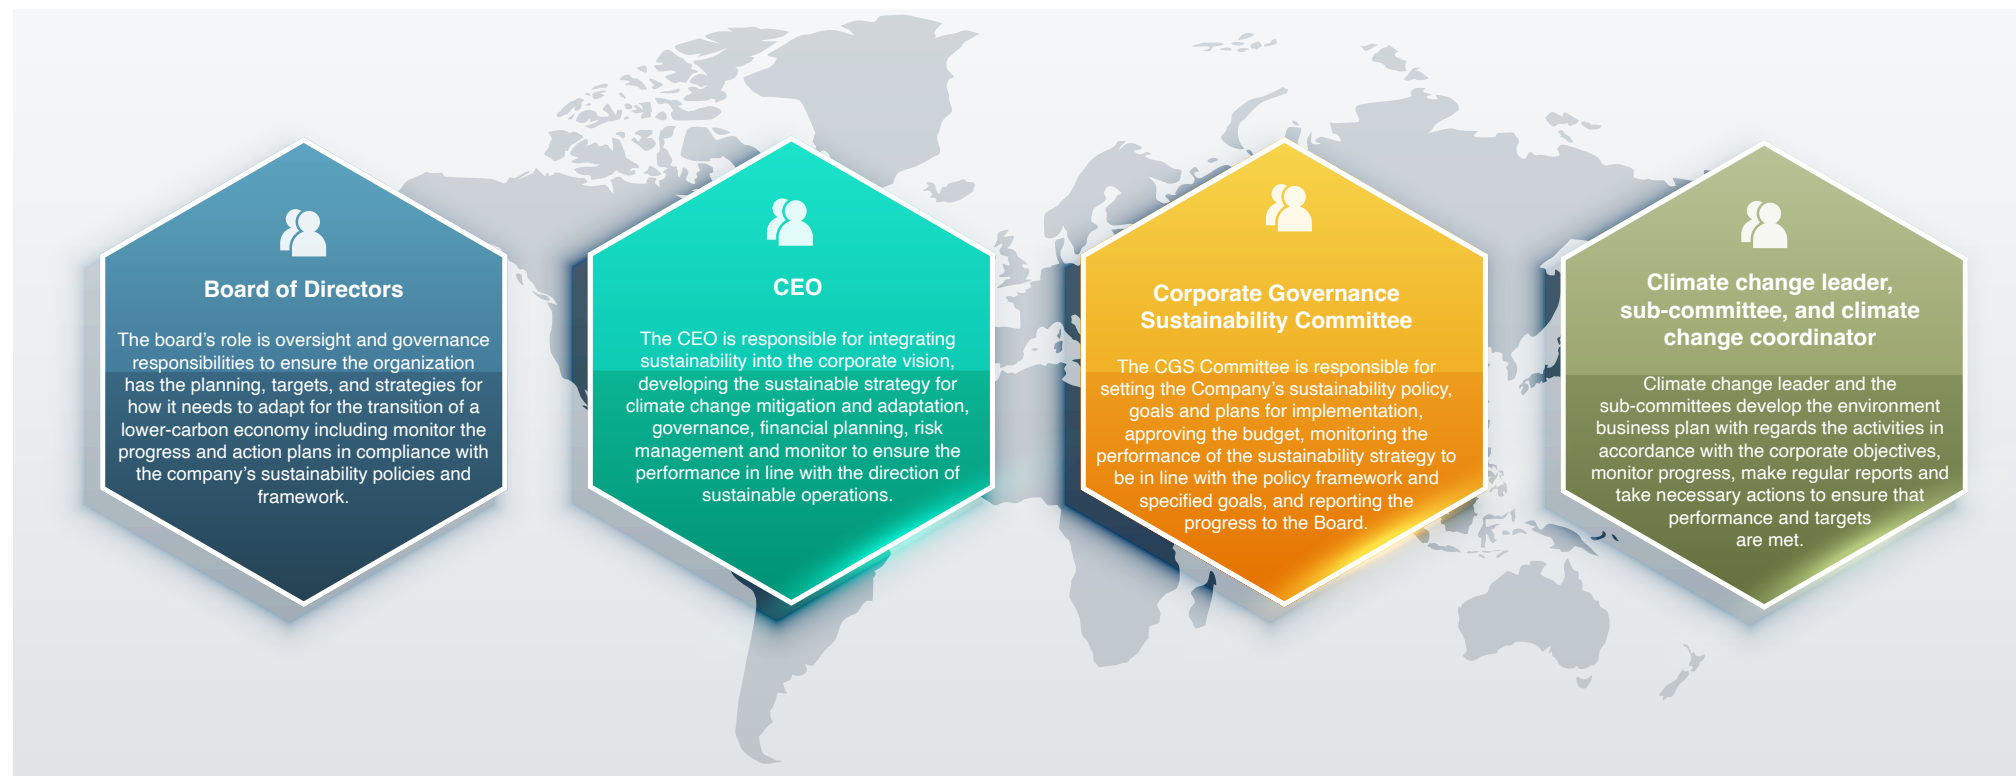 Board of Directors
The board's role is oversight and governance
responsibilities to ensure the organization
has the planning, targets, and strategies for
how it needs to adapt for the transition of a
lower-carbon economy including monitor the
progress and action plans in compliance with
the company's sustainability policies and
framework.
CEO
The CEO is responsible for integrating
sustainability into the corporate vision,
developing the sustainable strategy for
climate change mitigation and adaptation,
governance, financial planning, risk
management and monitor to ensure the
performance in line with the direction of
sustainable operations.
Corporate Governance
Sustainability Committee
The CGS Committee is responsible for
setting the Company's sustainability policy,
goals and plans for implementation,
approving the budget, monitoring the
performance of the sustainability strategy to
be in line with the policy framework and
specified goals, and reporting the
progress to the Board.
Climate change leader,
sub-committee, and climate
change coordinator
Climate change leader and the
sub-committees develop the environment
business plan with regards the activities in
accordance with the corporate objectives,
monitor progress, make regular reports and
take necessary actions to ensure that
performance and targets
are met.